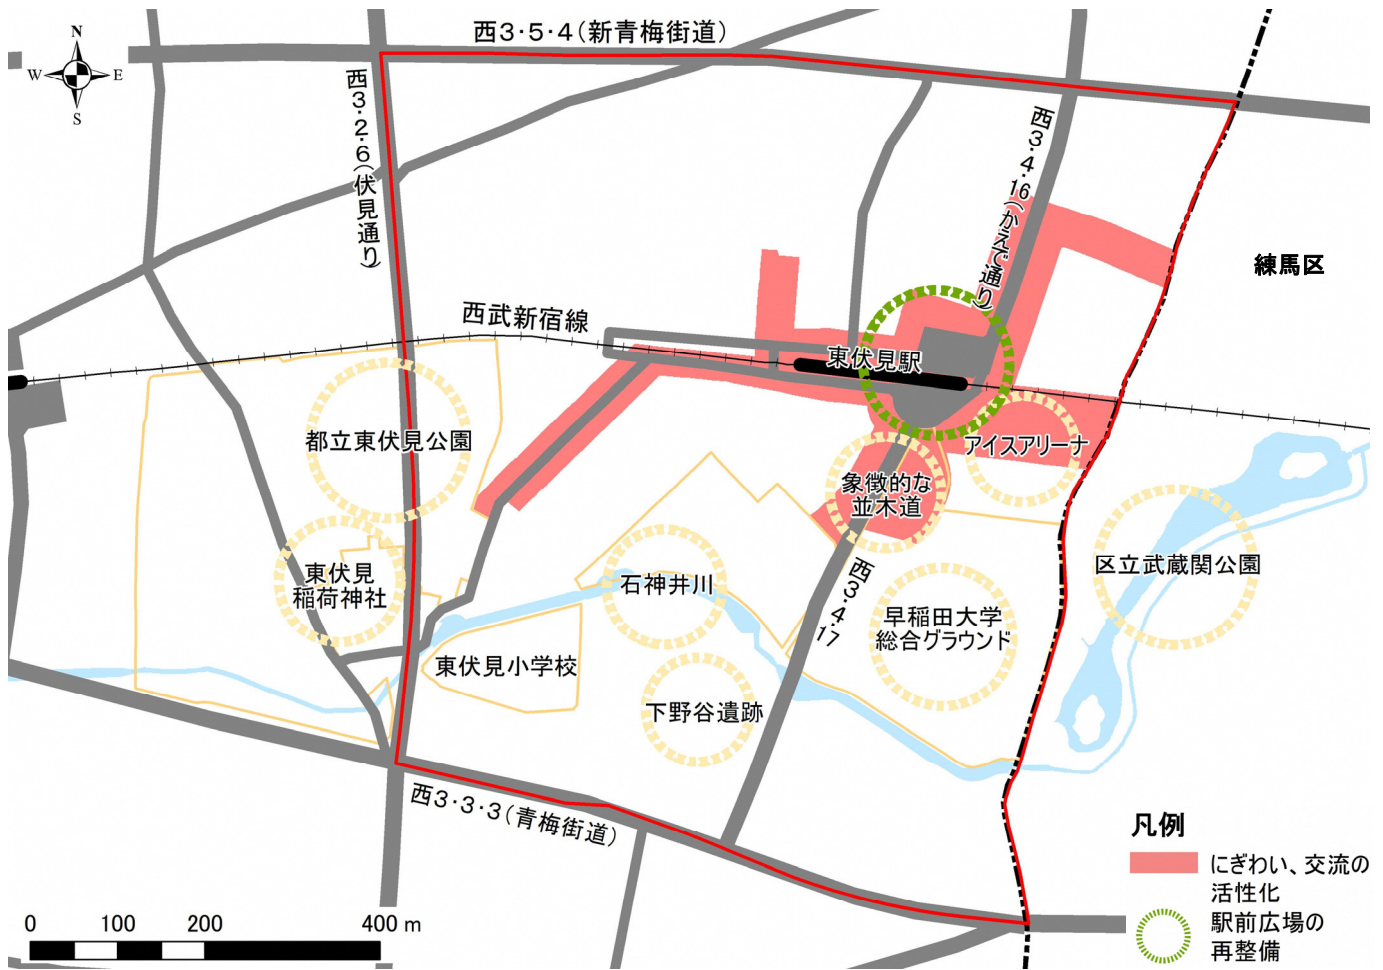 N
W
E
S
西3・5・4(新青梅街道)
西3・2・6(伏見通り)
西3・4・16(かえで通り)
練馬区
西武新宿線
東伏見駅
都立東伏見公園
アイスアリーナ
象徴的な
並木道
東伏見
稲荷神社
石神井川
西3・4・17
早稲田大学
総合グラウンド
区立武蔵関公園
東伏見小学校
下野谷遺跡
西3・3・3(青梅街道)
凡例
にぎわい、交流の
活性化
駅前広場の
再整備
0 100 200 400 m